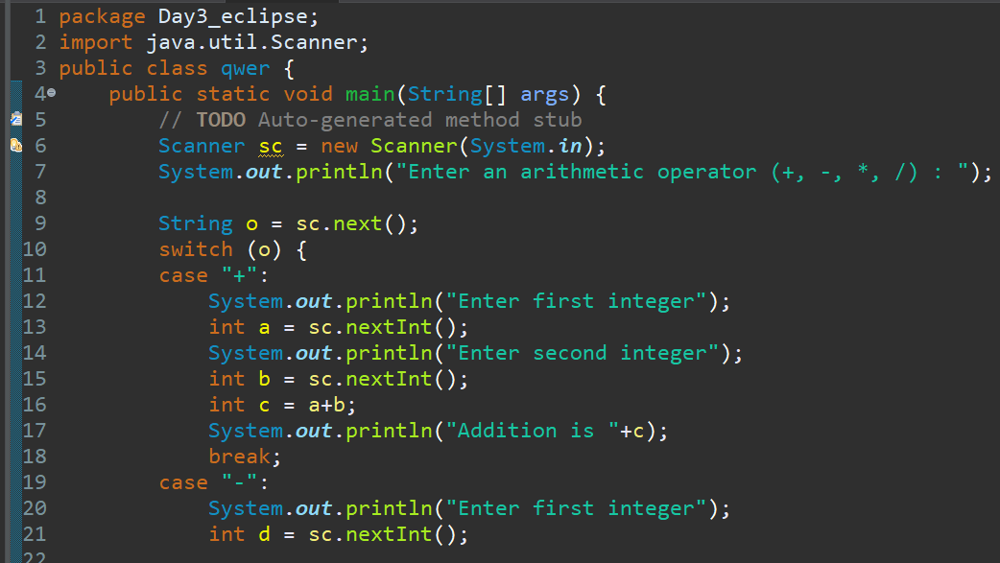 1 package Day3_eclipse;
2 import java.util.Scanner;
3 public class qwer {
4 public static void main(String[] args) {
5 // TODO Auto-generated method stub
6 Scanner sc = new Scanner(System.in);
7 System.out.println("Enter an arithmetic operator (+, -, *, /) : ");
8
9 String o = sc.next();
10 switch (o) {
11 case "+":
12 System.out.println("Enter first integer");
13 int a = sc.nextInt();
14 System.out.println("Enter second integer");
15 int b = sc.nextInt();
16 int c = a+b;
17 System.out.println("Addition is "+c);
18 break;
19 case "-":
20 System.out.println("Enter first integer");
21 int d = sc.nextInt();
22